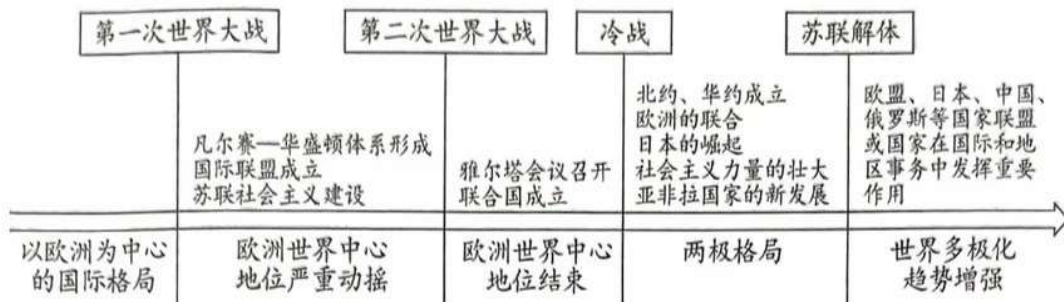 第一次世界大战
第二次世界大战
冷战
苏联解体
凡尔赛—华盛顿体系形成
国际联盟成立
苏联社会主义建设
雅尔塔会议召开
联合国成立
北约、华约成立
欧洲的联合
日本的崛起
社会主义力量的壮大
亚非拉国家的新发展
欧盟、日本、中国、
俄罗斯等国家联盟
或国家在国际和地
区事务中发挥重要
作用
以欧洲为中心
的国际格局
欧洲世界中心
地位严重动摇
欧洲世界中心
地位结束
两极格局
世界多极化
趋势增强